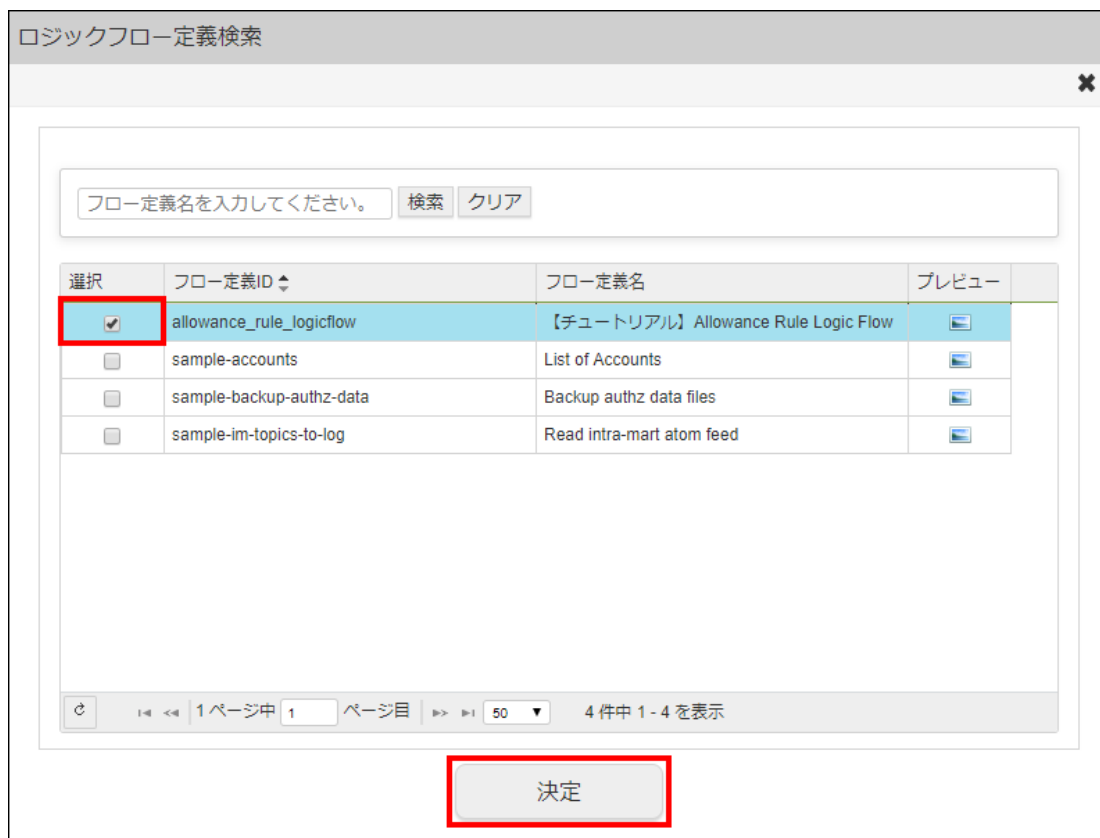 ロジックフロー定義検索
フロー定義名を入力してください。 検索 クリア
選択 フロー定義ID フロー定義名 プレビュー
allowance_rule_logicflow 【チュートリアル】Allowance Rule Logic Flow
sample-accounts List of Accounts
sample-backup-authz-data Backup authz data files
sample-im-topics-to-log Read intra-mart atom feed
1 ページ中 1 ページ目 50 4 件中 1 - 4 を表示
決定